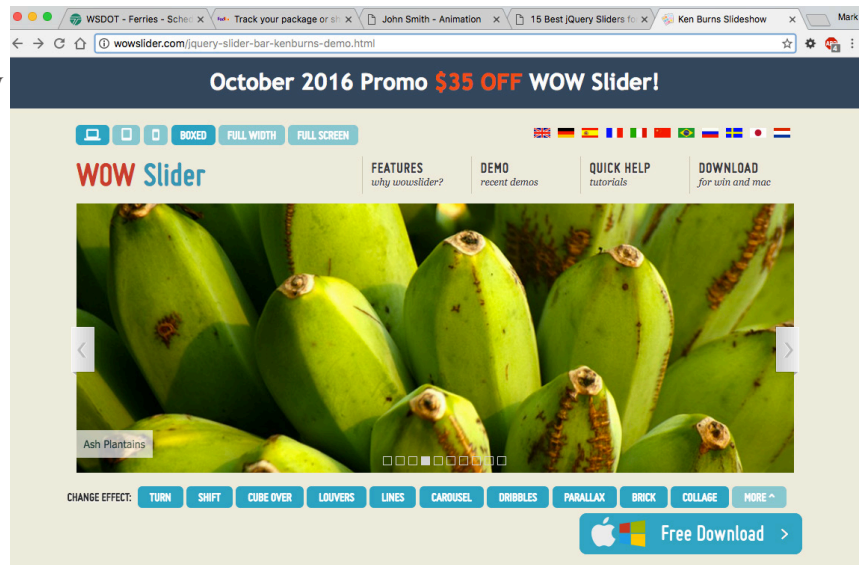 WSDOT - Ferries - Sched
Track your package or sh
John Smith - Animation
15 Best jQuery Sliders fo
Ken Burns Slideshow
Mark
wowslider.com/jquery-slider-bar-kenburns-demo.html
4
October 2016 Promo $35 OFF WOW Slider!
BOXED FULL WIDTH FULL SCREEN
WOW Slider
FEATURES DEMO QUICK HELP DOWNLOAD
why wowslider? recent demos tutorials for win and mac
Ash Plantains
CHANGE EFFECT: TURN SHIFT CUBE OVER LOUVERS LINES CAROUSEL DRIBBLES PARALLAX BRICK COLLAGE MORE
Free Download